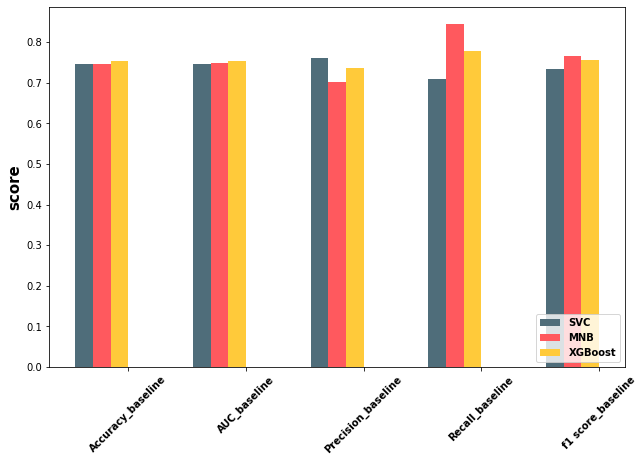 score
0.8
0.7
0.6
0.5
0.4
0.3
0.2
0.1
0.0
Accuracy_baseline
AUC_baseline
Precision_baseline
Recall_baseline
f1 score_baseline
SVC
MNB
XGBoost